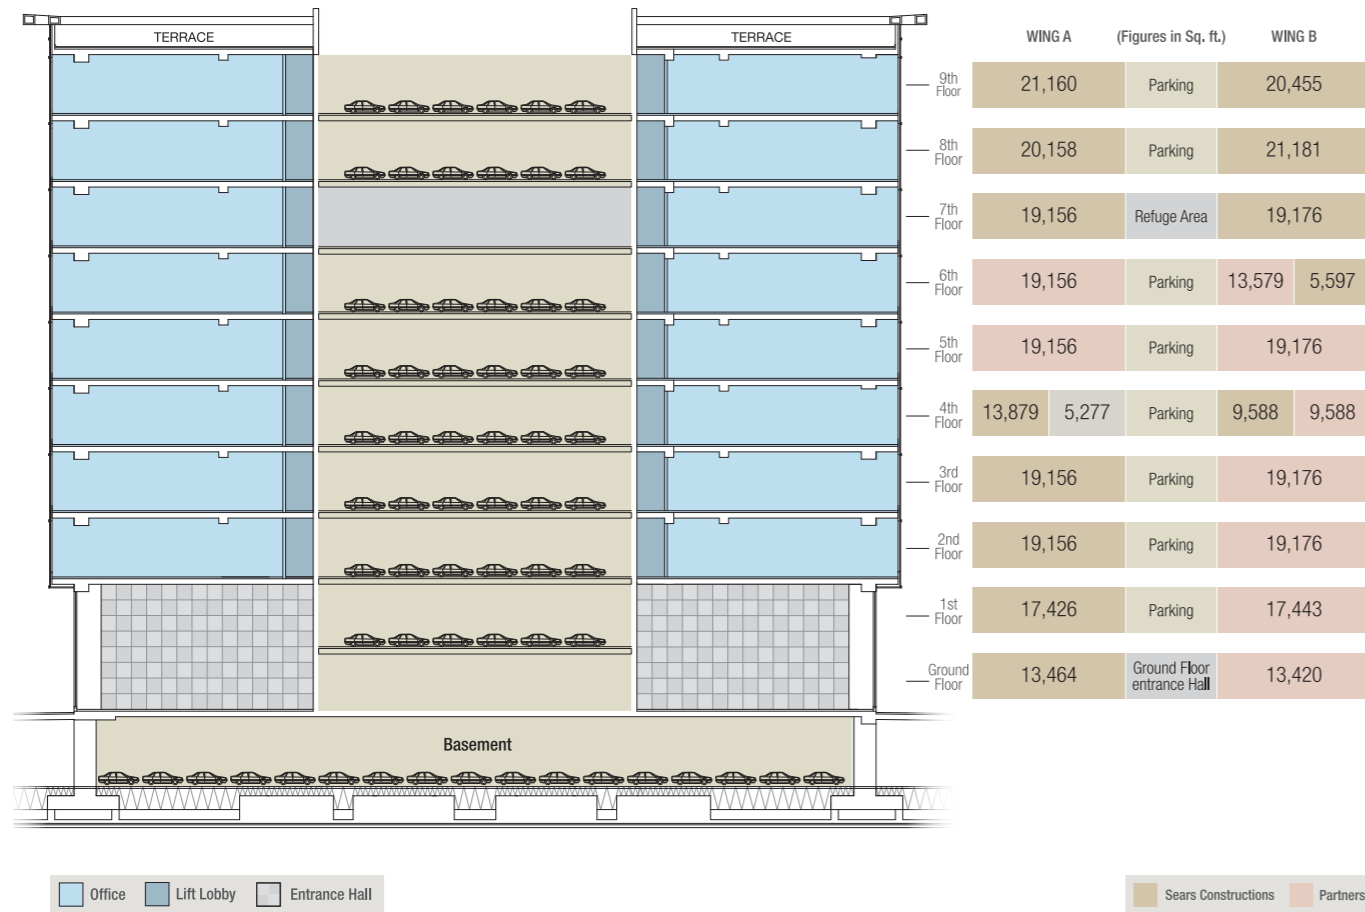 TERRACE
TERRACE
WING A (Figures in Sq. ft.) WING B
9th
Floor
21,160 Parking 20,455
8th
Floor
20,158 Parking 21,181
7th
Floor
19,156 Refuge Area 19,176
6th
Floor
19,156 Parking 13,579 5,597
5th
Floor
19,156 Parking 19,176
4th
Floor
13,879 5,277 Parking 9,588 9,588
3rd
Floor
19,156 Parking 19,176
2nd
Floor
19,156 Parking 19,176
1st
Floor
17,426 Parking 17,443
Ground
Floor
13,464 Ground Floor
entrance Hall 13,420
Basement
Office Lift Lobby Entrance Hall
Sears Constructions Partners